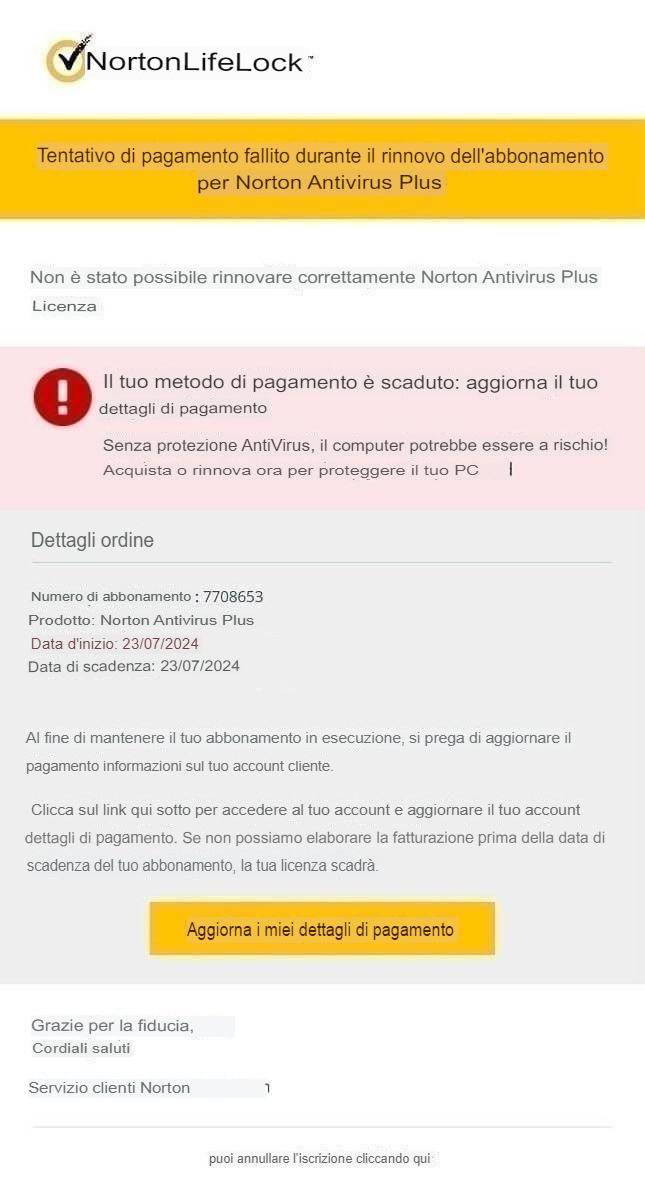 NortonLifeLock™
Tentativo di pagamento fallito durante il rinnovo dell'abbonamento
per Norton Antivirus Plus
Non è stato possibile rinnovare correttamente Norton Antivirus Plus
Licenza
Il tuo metodo di pagamento è scaduto: aggiorna il tuo
dettagli di pagamento
Senza protezione AntiVirus, il computer potrebbe essere a rischio!
Acquista o rinnova ora per proteggere il tuo PC
Dettagli ordine
Numero di abbonamento : 7708653
Prodotto: Norton Antivirus Plus
Data d'inizio: 23/07/2024
Data di scadenza: 23/07/2024
Al fine di mantenere il tuo abbonamento in esecuzione, si prega di aggiornare il
pagamento informazioni sul tuo account cliente.
Clicca sul link qui sotto per accedere al tuo account e aggiornare il tuo account
dettagli di pagamento. Se non possiamo elaborare la fatturazione prima della data di
scadenza del tuo abbonamento, la tua licenza scadrà.
Aggiorna i miei dettagli di pagamento
Grazie per la fiducia,
Cordiali saluti
Servizio clienti Norton
puoi annullare l'iscrizione cliccando qui